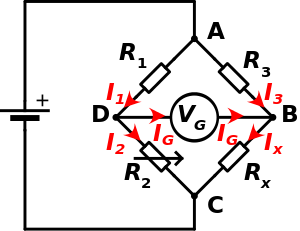 A
R1 R3
+ I1 I3
D VG B
I2 IG IG Ix
R2 Rx
C